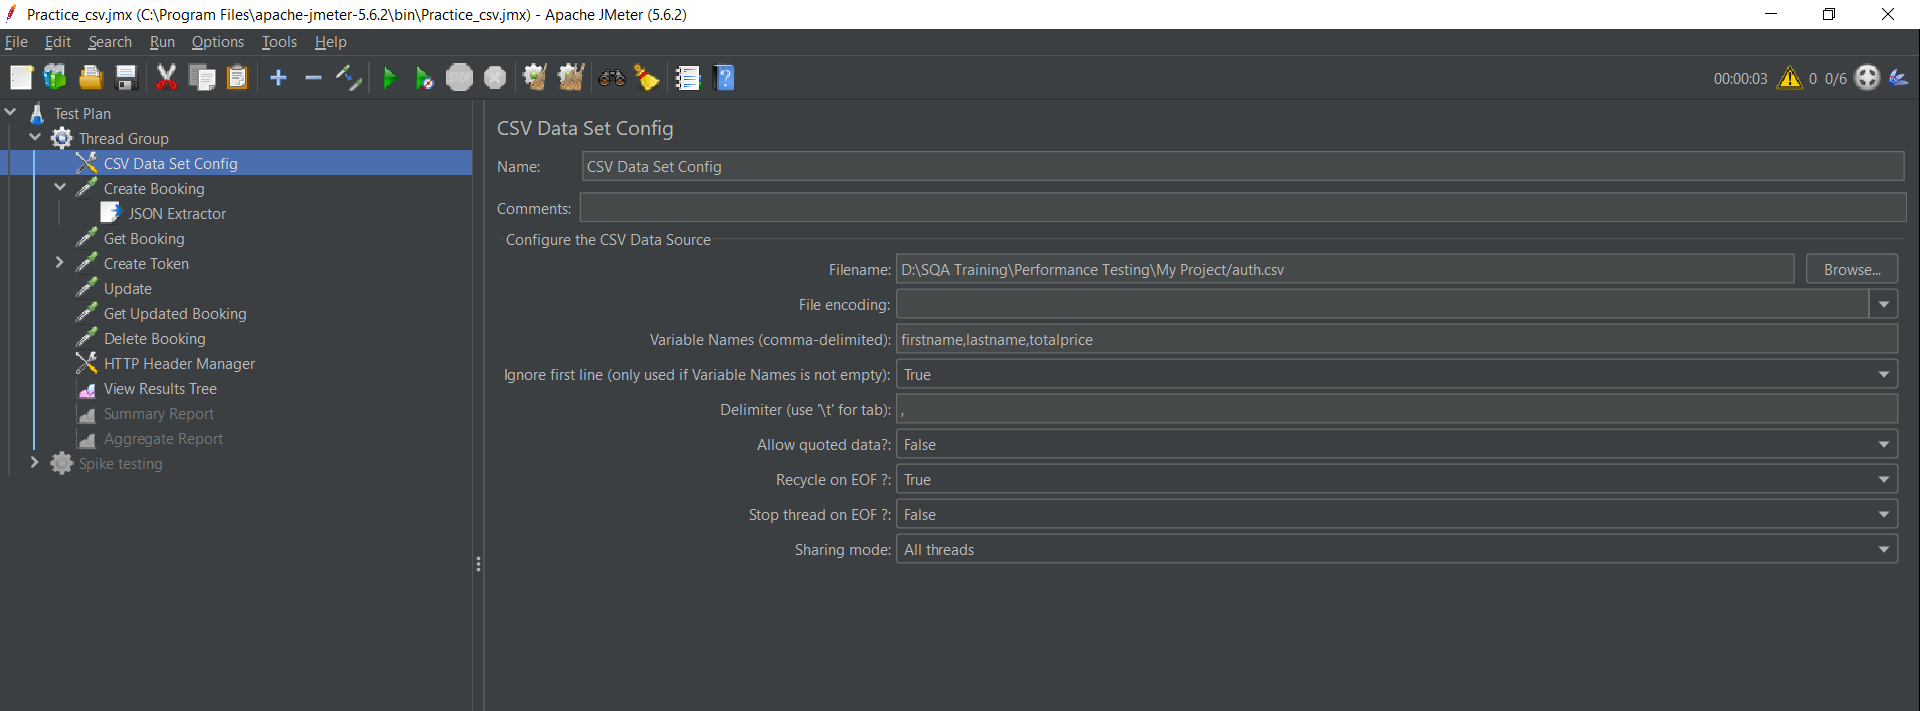 Practice_csv.jmx (C:\Program Files\apache-jmeter-5.6.2\bin\Practice_csv.jmx) - Apache JMeter (5.6.2)
File Edit Search Run Options Tools Help
STOP
00:00:03 0 0/6
Test Plan
Thread Group
CSV Data Set Config
Create Booking
JSON Extractor
Get Booking
Create Token
Update
Get Updated Booking
Delete Booking
HTTP Header Manager
View Results Tree
Summary Report
Aggregate Report
Spike testing
CSV Data Set Config
Name: CSV Data Set Config
Comments:
Configure the CSV Data Source
Filename: D:\SQA Training\Performance Testing\My Project/auth.csv Browse...
File encoding:
Variable Names (comma-delimited): firstname,lastname,totalprice
Ignore first line (only used if Variable Names is not empty): True
Delimiter (use '\t' for tab): ,
Allow quoted data?: False
Recycle on EOF ?: True
Stop thread on EOF ?: False
Sharing mode: All threads